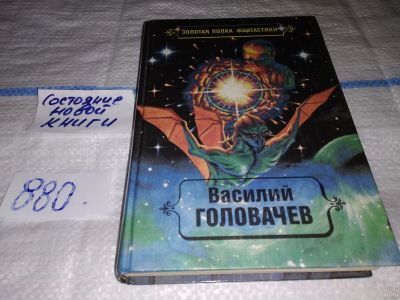 ЗОЛОТАЯ ПОЛКА ФАНТАСТИКИ
Состояние
новой
книги
880.
Василий
ГОЛОВАЧЕВ